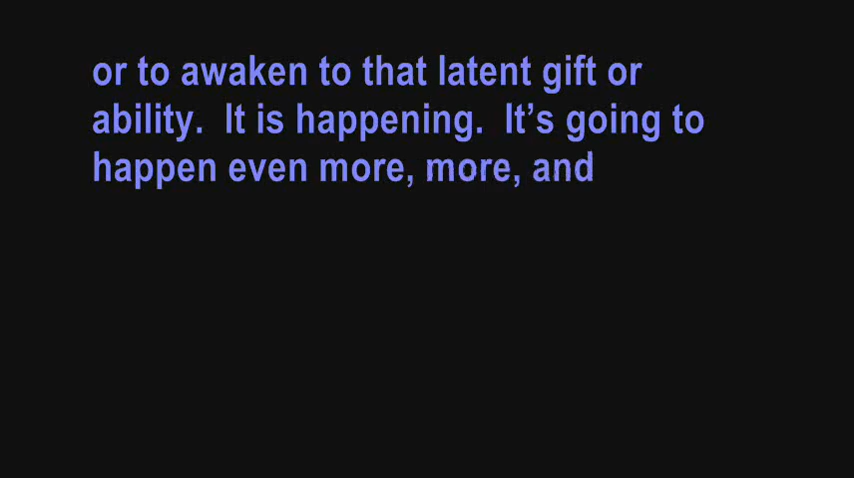 or to awaken to that latent gift or
ability.  It is happening.  It’s going to
happen even more, more, and